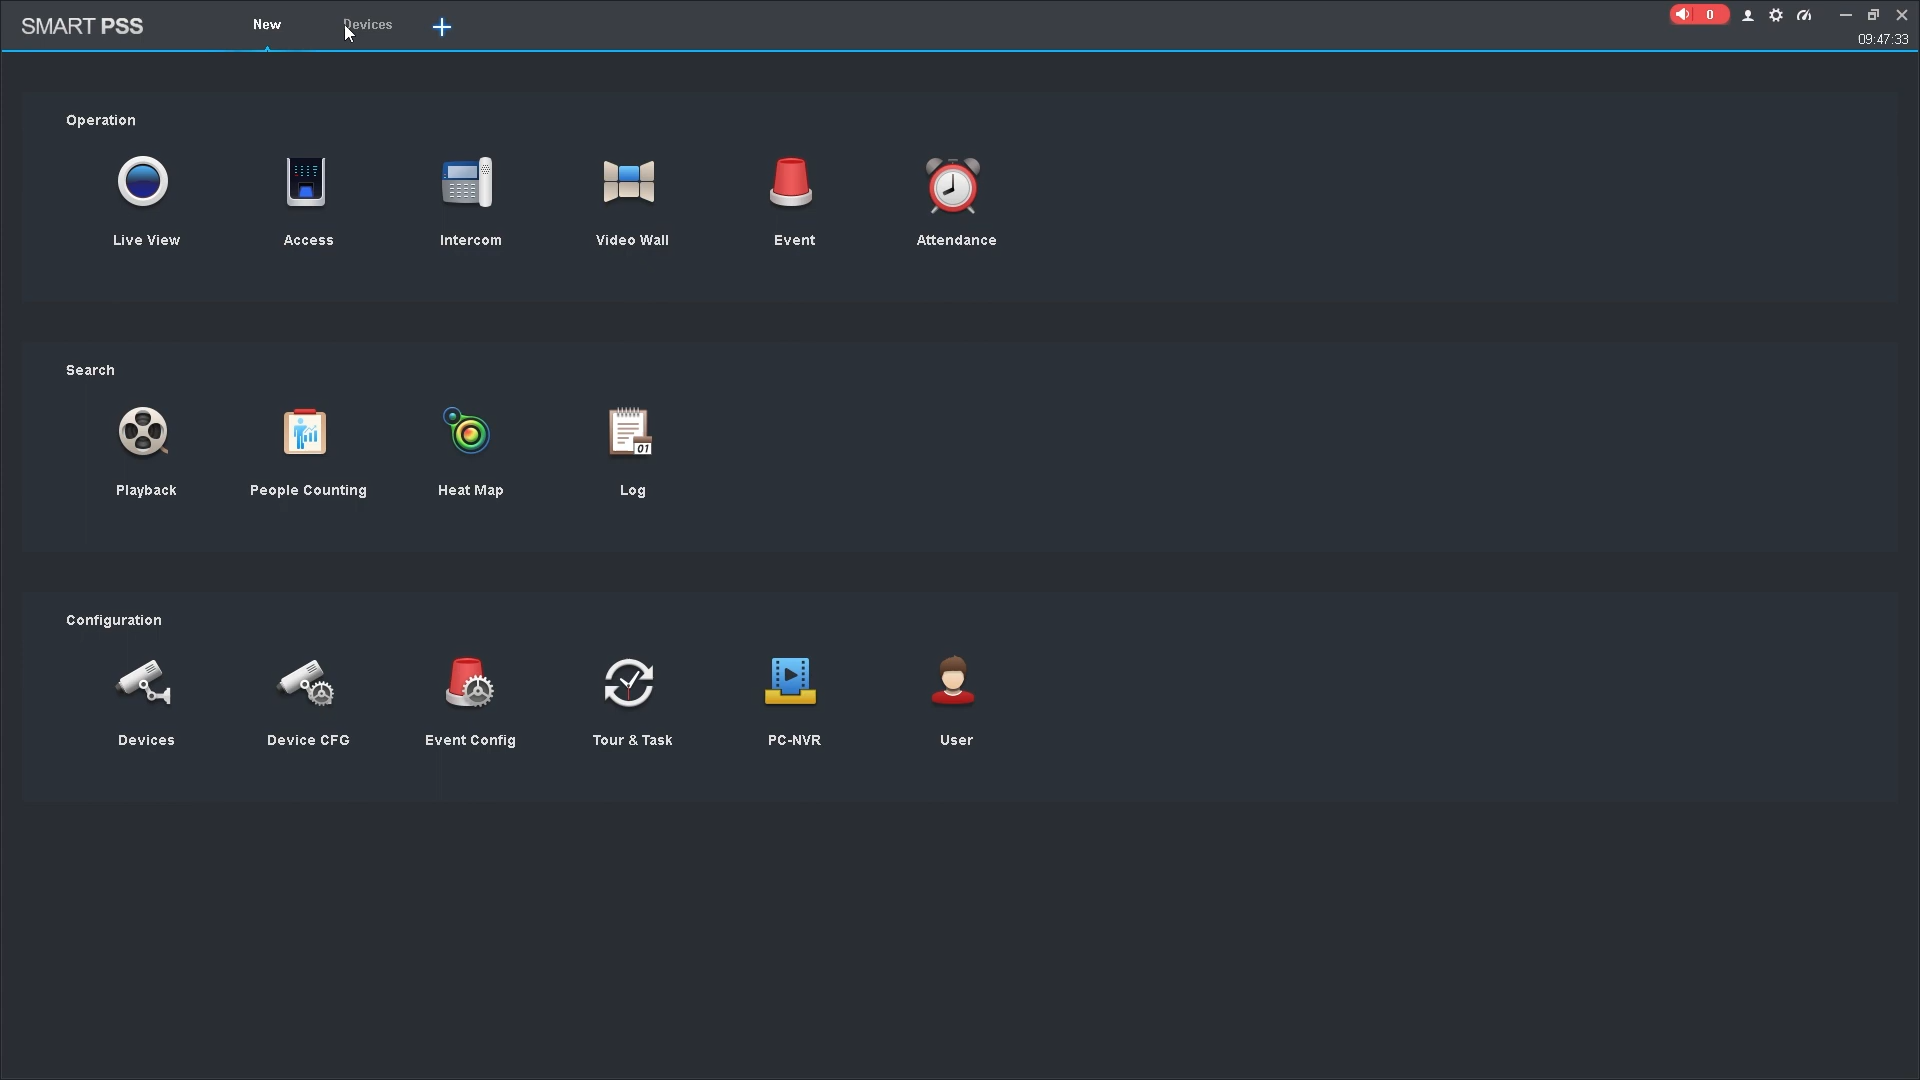 SMART PSS New Devices + 0
09:47:33
Operation
Live View Access Intercom Video Wall Event Attendance
Search
01
Playback People Counting Heat Map Log
Configuration
Devices Device CFG Event Config Tour & Task PC-NVR User